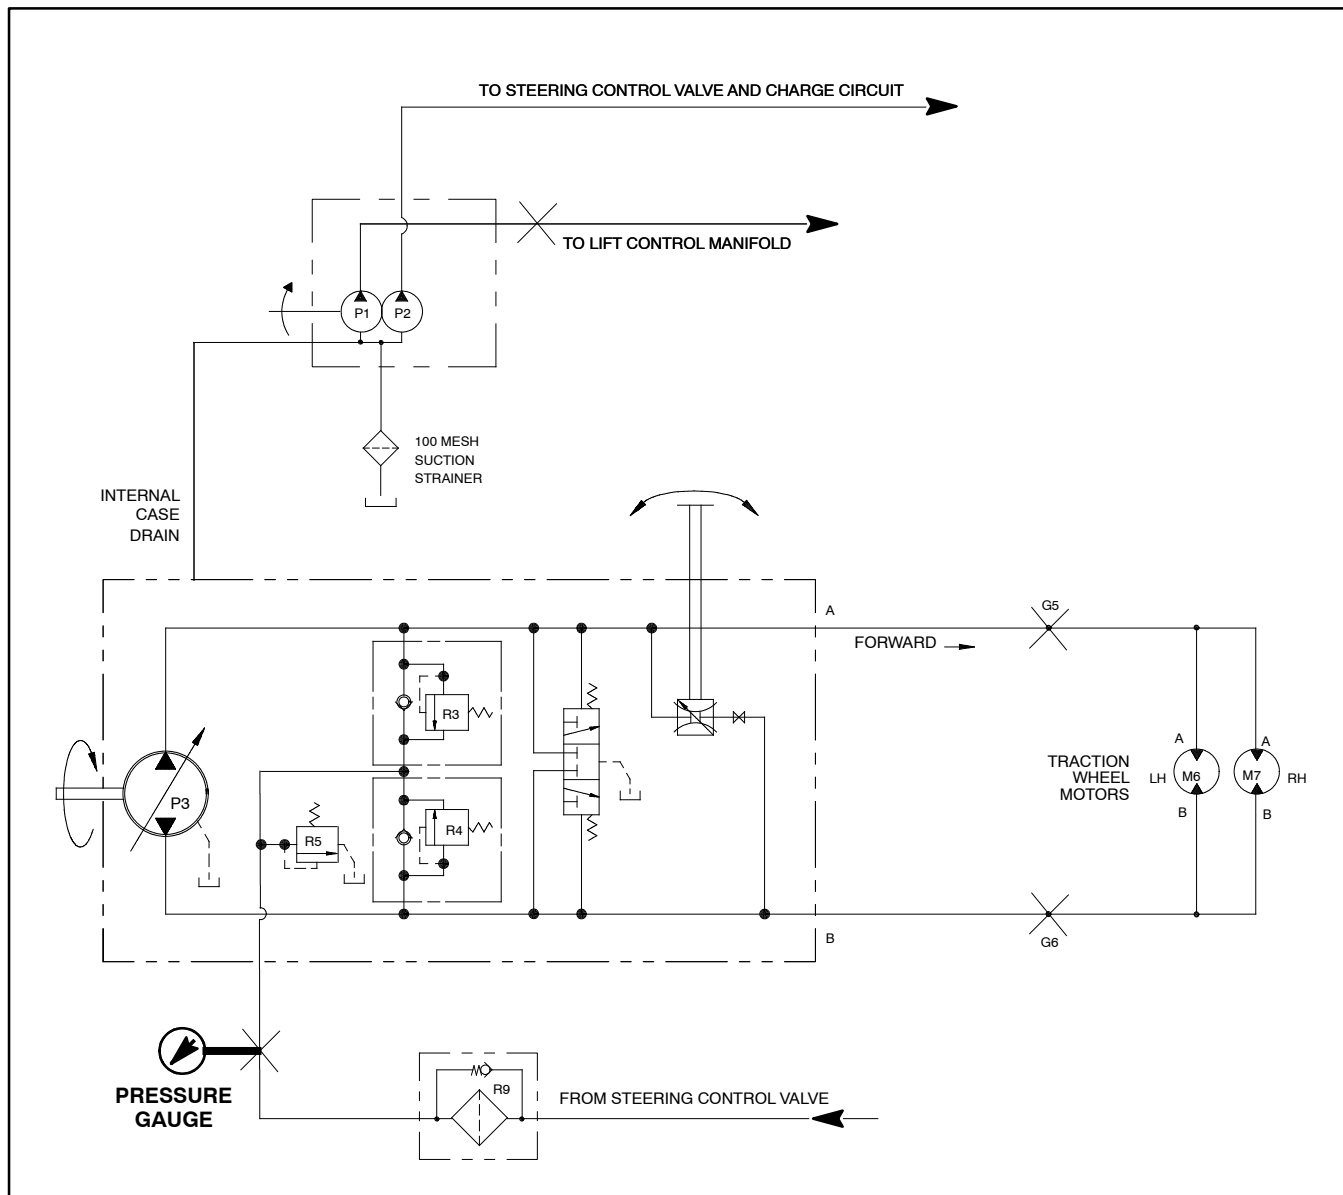 TO STEERING CONTROL VALVE AND CHARGE CIRCUIT
TO LIFT CONTROL MANIFOLD
P1
P2
100 MESH
SUCTION
STRAINER
INTERNAL
CASE
DRAIN
A
G5
FORWARD
R3
A
A
TRACTION
WHEEL
MOTORS
LH
M6
M7
RH
P3
R5
R4
B
B
B
G6
PRESSURE
GAUGE
R9
FROM STEERING CONTROL VALVE